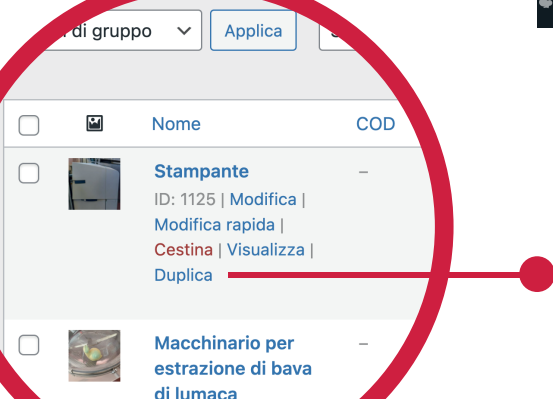 di gruppo Applica
Nome COD
Stampante –
ID: 1125 | Modifica |
Modifica rapida |
Cestina | Visualizza |
Duplica
Macchinario per –
estrazione di bava
di lumaca